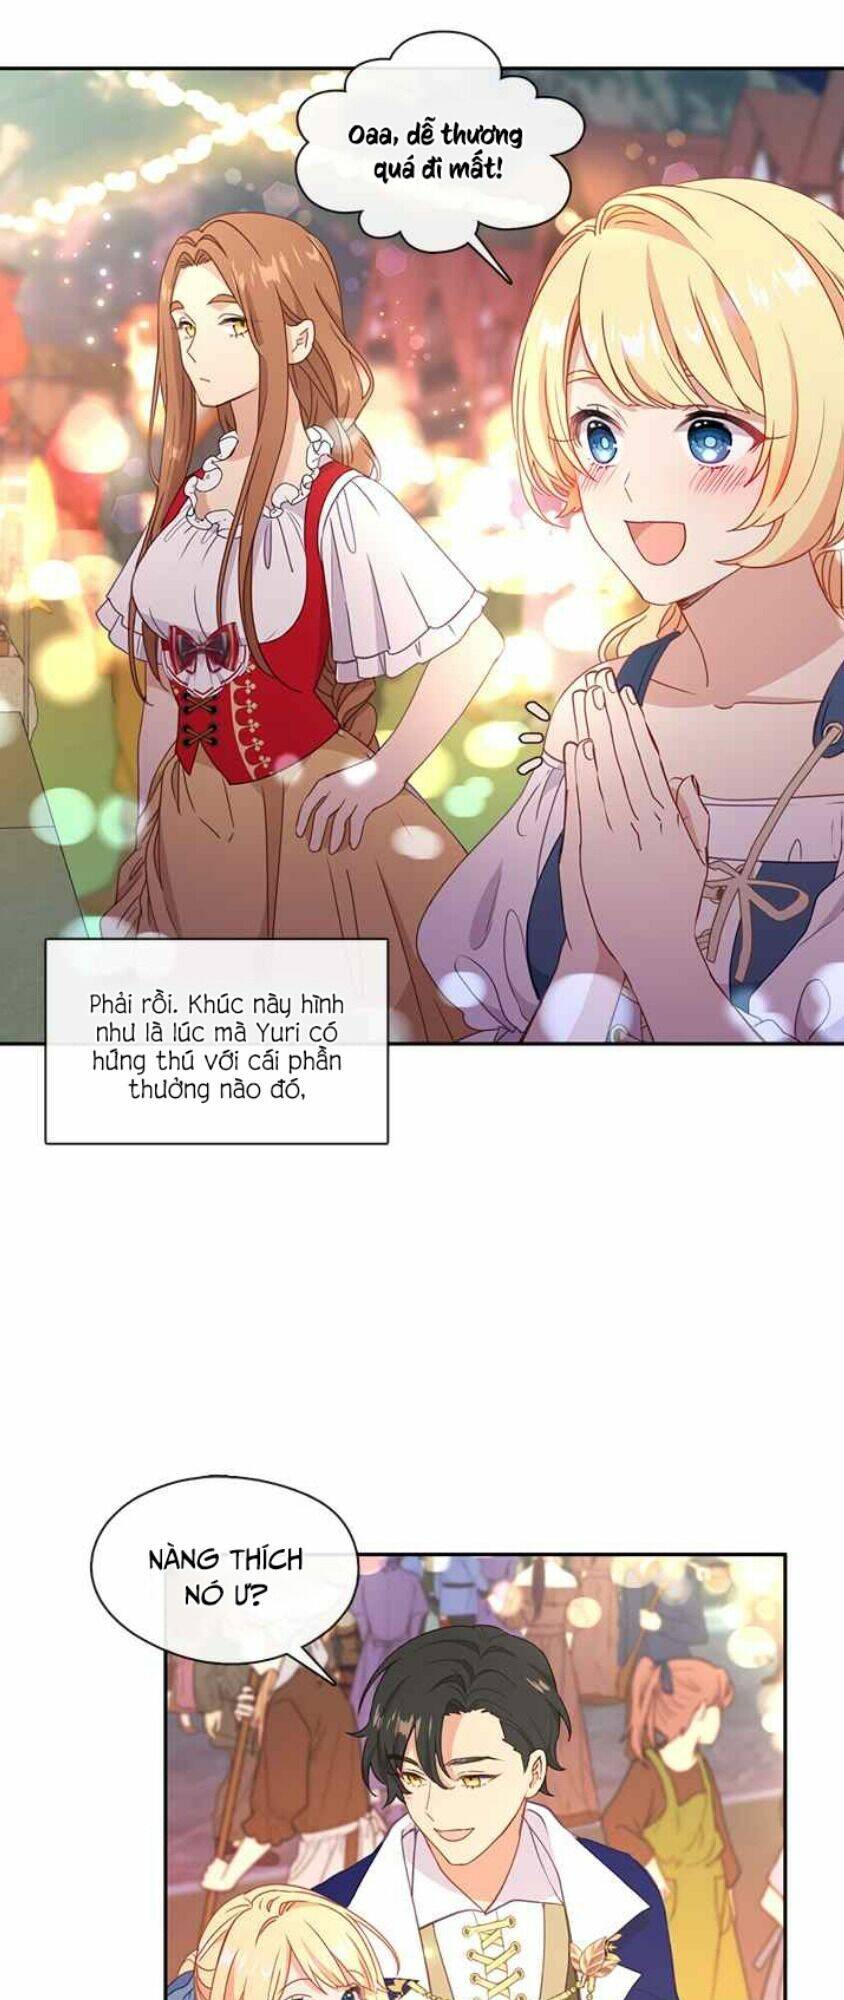 Oaa, dễ thương
quá đi mất!
Phải rồi. Khúc này hình
như là lúc mà Yuri có
hứng thú với cái phần
thưởng nào đó,
NÀNG THÍCH
NÓ Ư?